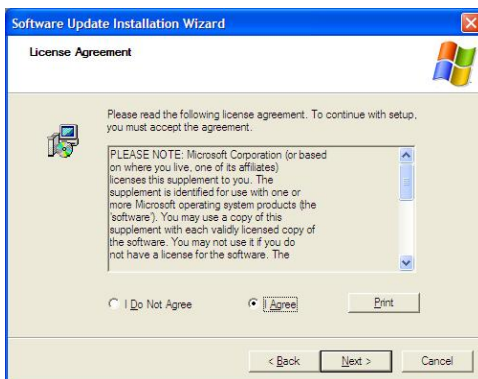 Software Update Installation Wizard
License Agreement
Please read the following license agreement. To continue with setup,
you must accept the agreement.
PLEASE NOTE: Microsoft Corporation (or based
on where you live, one of its affiliates)
licenses this supplement to you. The
supplement is identified for use with one or
more Microsoft operating system products (the
'software'). You may use a copy of this
supplement with each validly licensed copy of
the software. You may not use it if you do
not have a license for the software. The
I Do Not Agree
I Agree
Print
< Back
Next >
Cancel